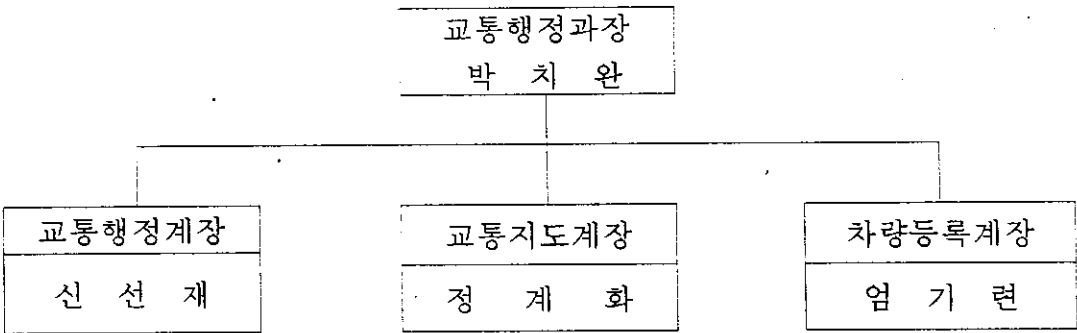 교통행정과장
박 치 완
교통행정계장 교통지도계장 차량등록계장
신 선 재 정 계 화 엄 기 련